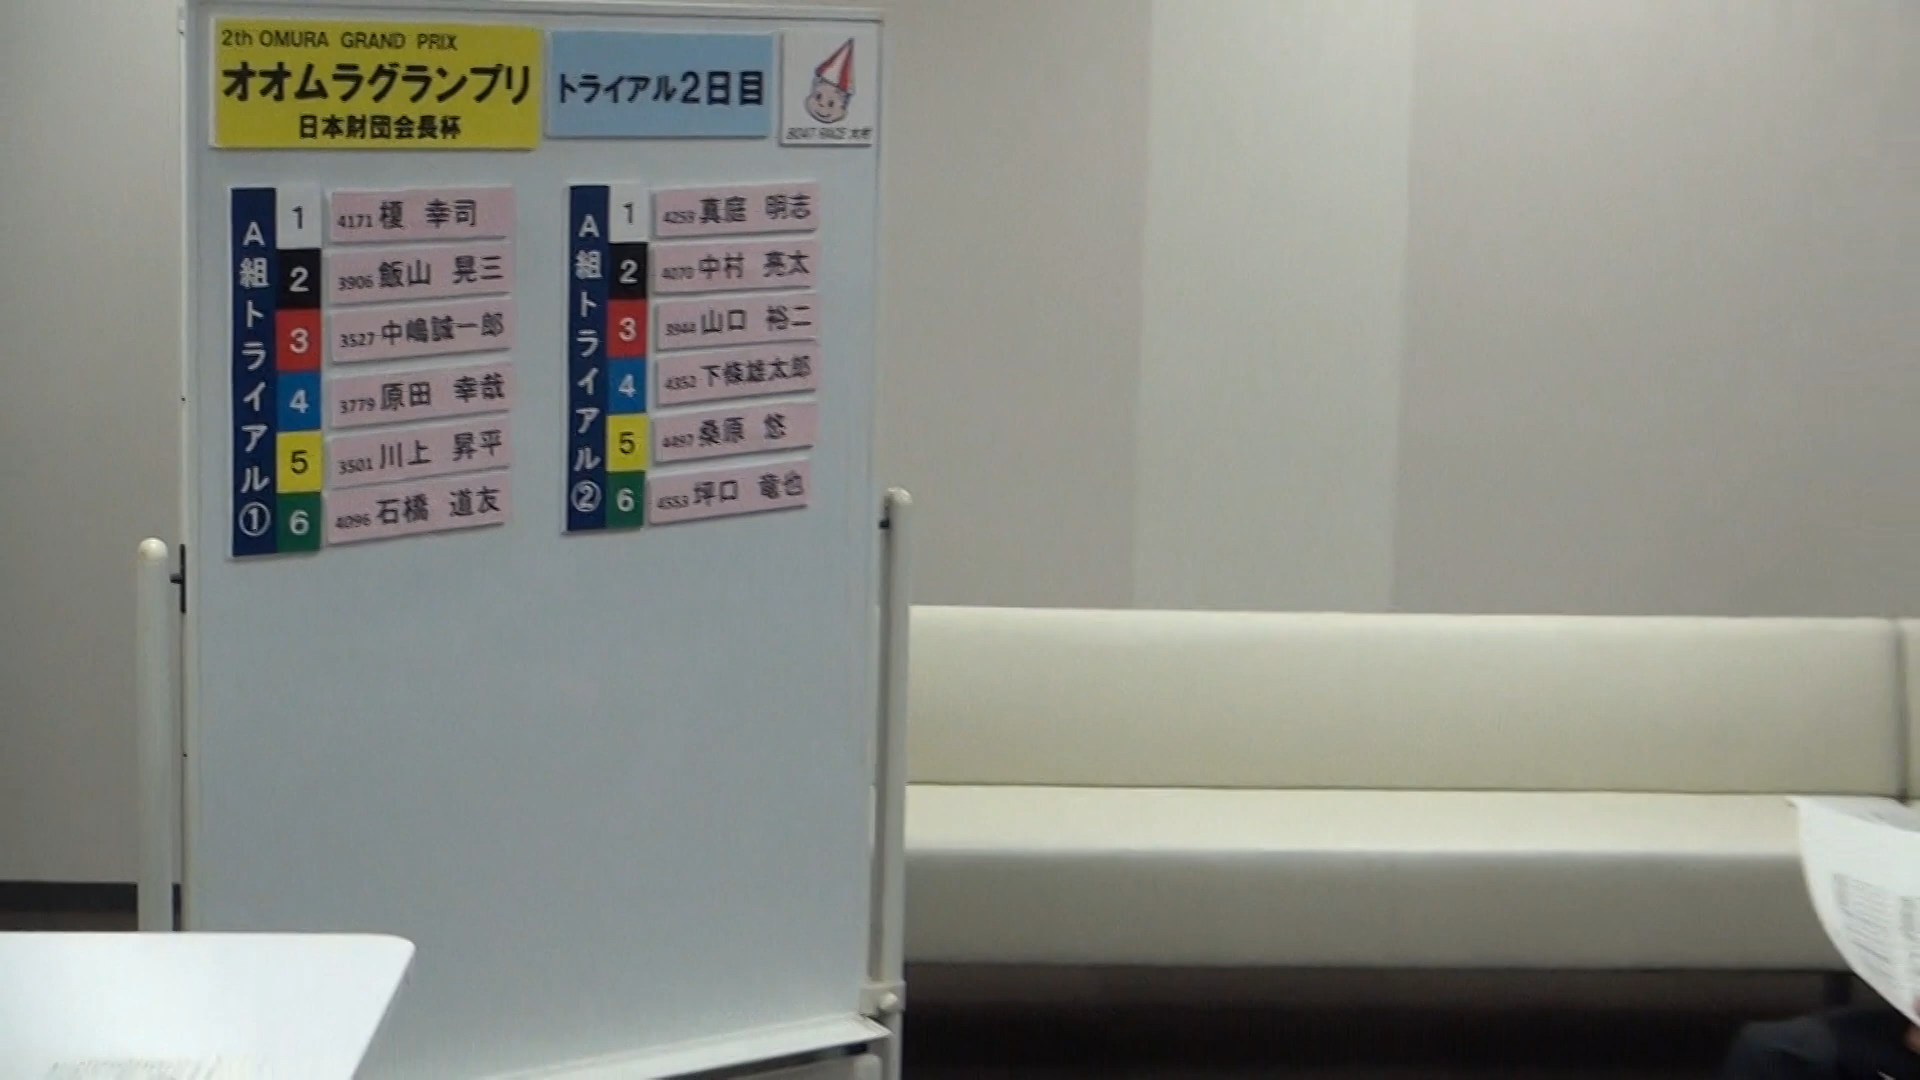 2th OMURA GRAND PRIX
オオムラグランプリ
日本財団会長杯
トライアル2日目
BOAT RACE 大村
A組トライアル①
1 4171 榎 幸司
2 3906 飯山 晃三
3 3527 中嶋誠一郎
4 3779 原田 幸哉
5 3501 川上 昇平
6 4096 石橋 道友
A組トライアル②
1 4259 真庭 明志
2 4070 中村 亮太
3 3944 山口 裕二
4 4352 下條雄太郎
5 4497 桑原 悠
6 4553 坪口 竜也